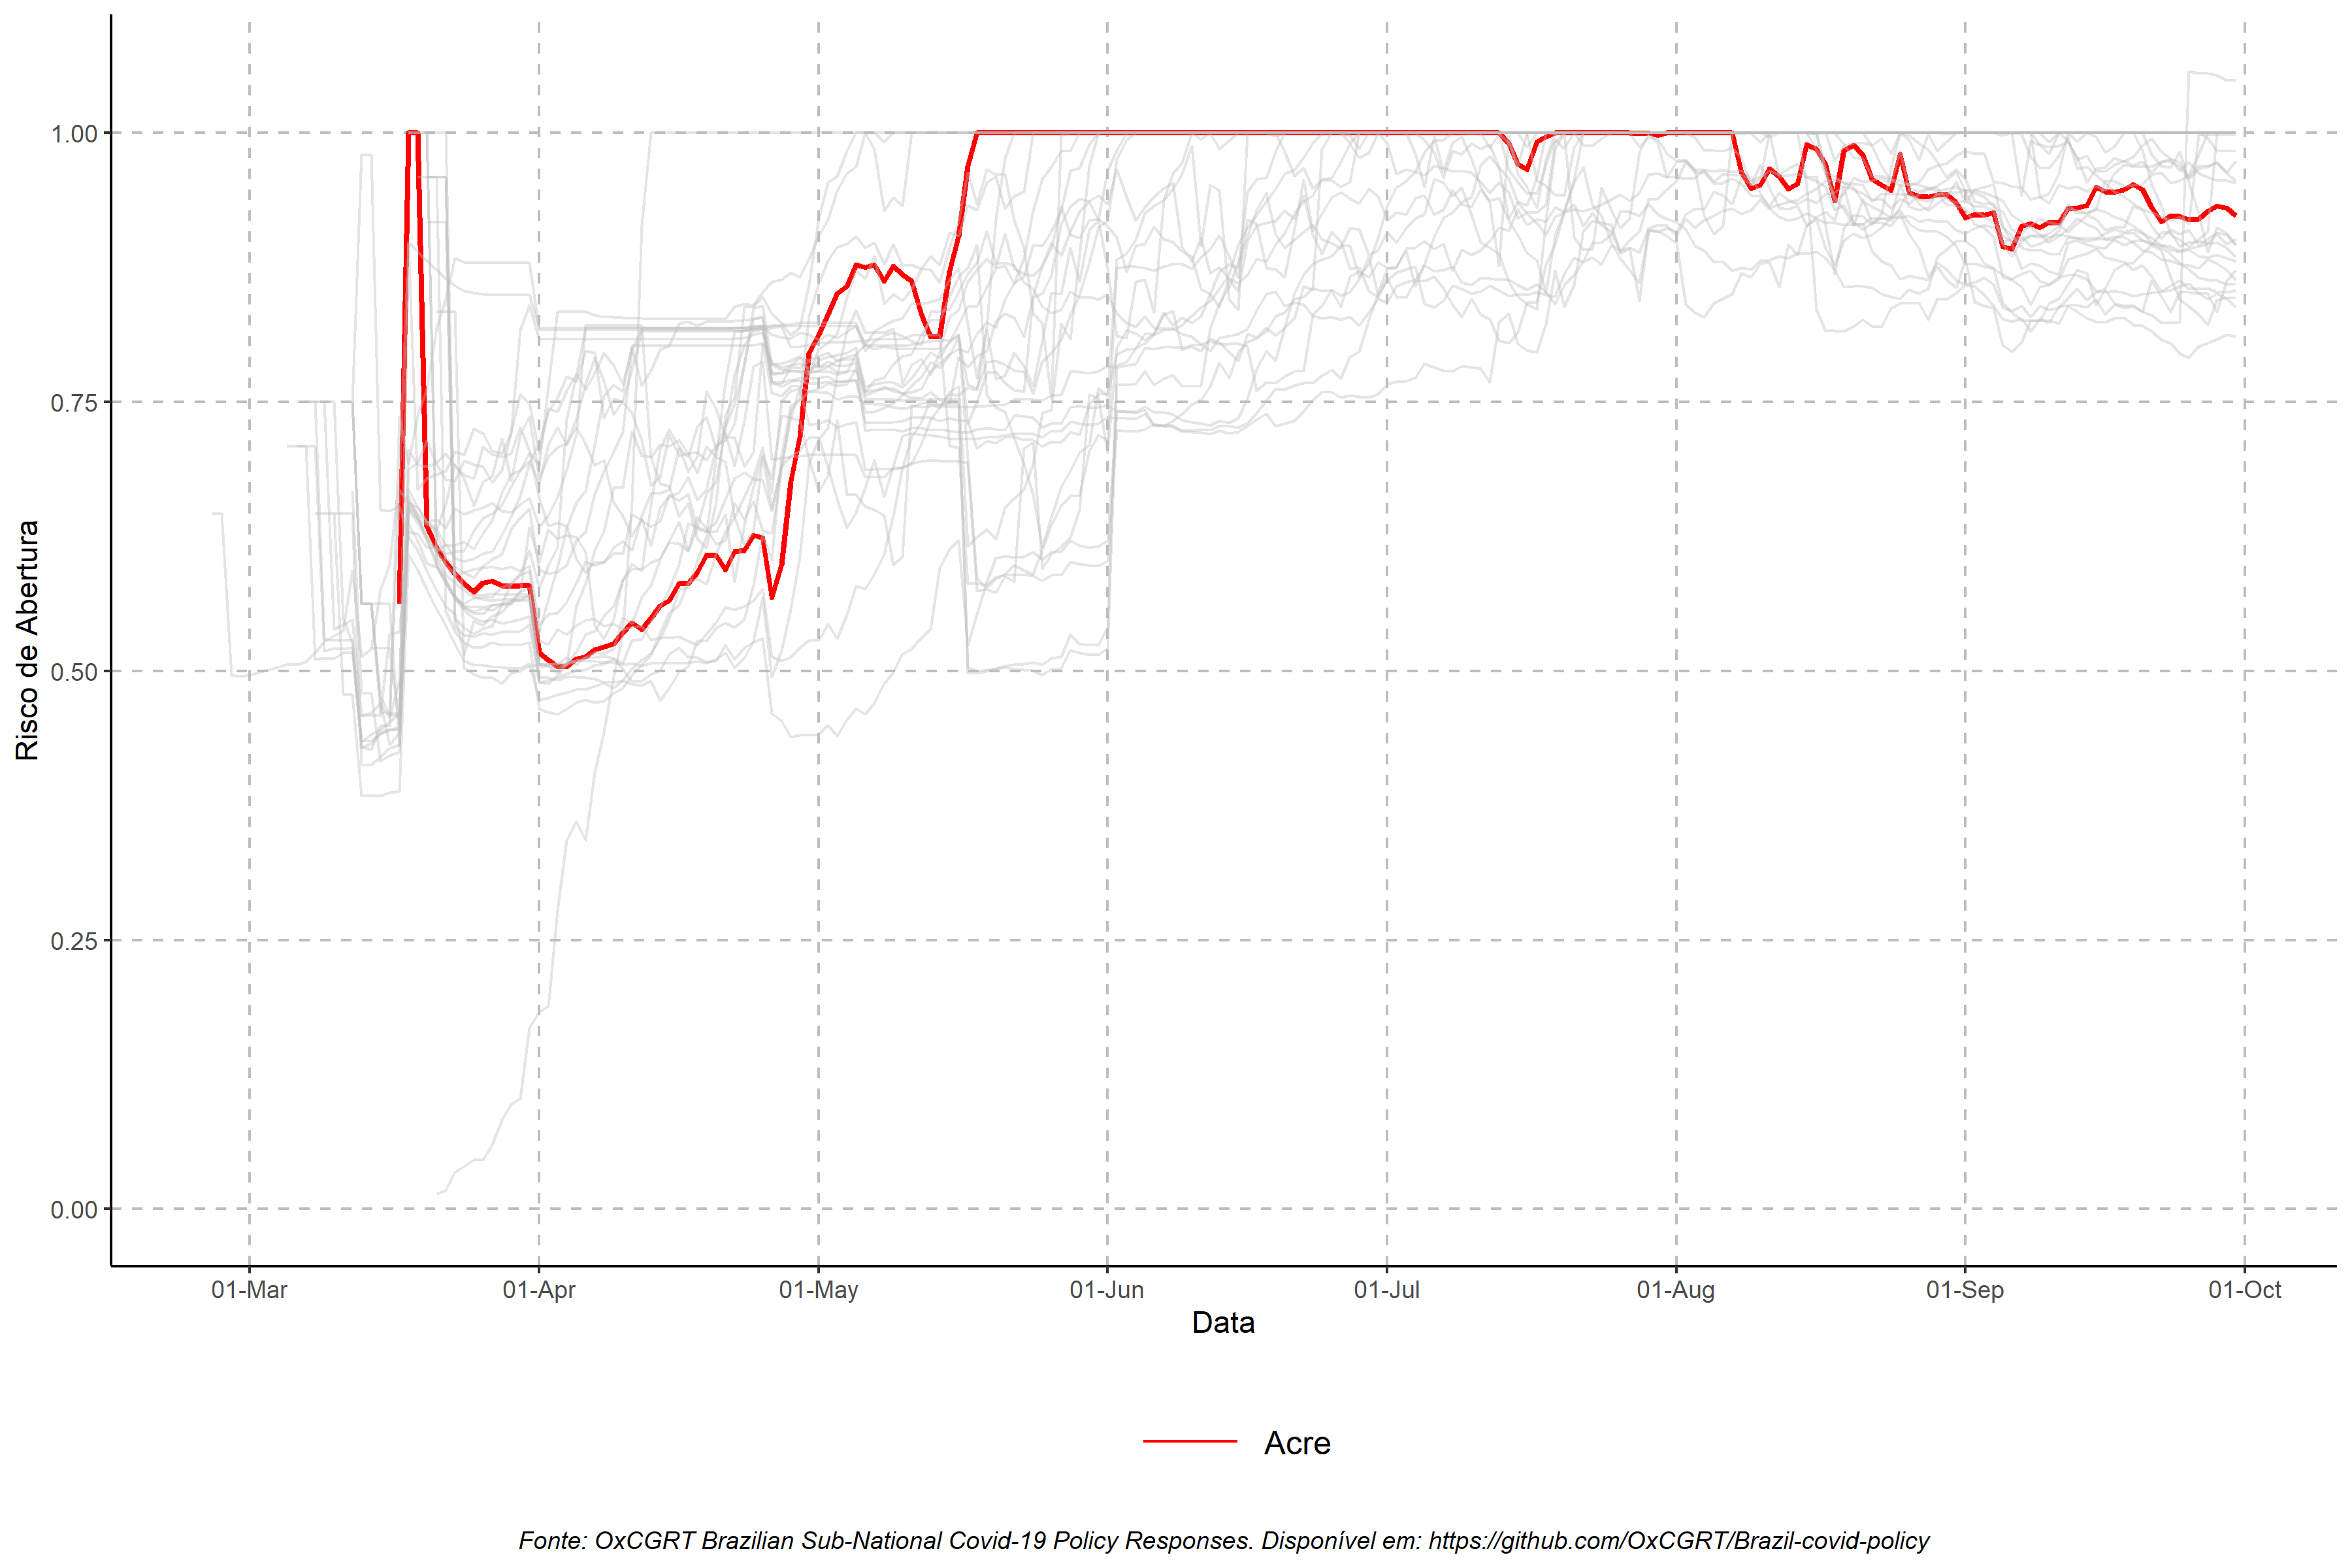 1.00
0.75
0.50
0.25
0.00
Risco de Abertura
01-Mar 01-Apr 01-May 01-Jun 01-Jul 01-Aug 01-Sep 01-Oct
Data
Acre
Fonte: OxCGRT Brazilian Sub-National Covid-19 Policy Responses. Disponível em: https://github.com/OxCGRT/Brazil-covid-policy